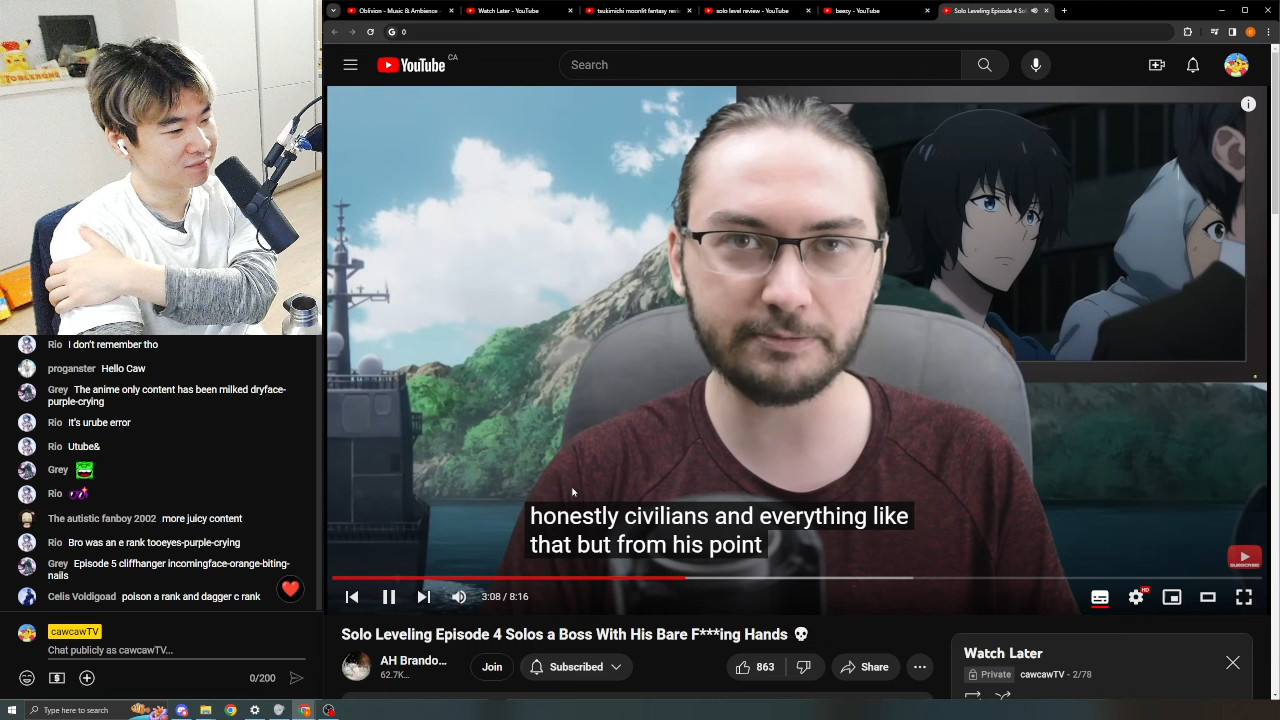 Oblivion - Music & Ambience
Watch Later - YouTube
tsukimichi moonlit fantasy revie
solo level review - YouTube
beazy - YouTube
Solo Leveling Episode 4 Sol
YouTube CA
Search
TOBLERONE
Rio I don't remember tho
proganster Hello Caw
Grey The anime only content has been milked dryface-
purple-crying
Rio It's urube error
Rio Utube&
Grey
Rio
The autistic fanboy 2002 more juicy content
Rio Bro was an e rank tooeyes-purple-crying
Grey Episode 5 cliffhanger incomingface-orange-biting-
nails
Celis Voldigoad poison a rank and dagger c rank
cawcawTV
Chat publicly as cawcawTV...
0/200
honestly civilians and everything like
that but from his point
SUBSCRIBE
3:08 / 8:16
HD
Solo Leveling Episode 4 Solos a Boss With His Bare F***ing Hands 💀
AH Brando...
62.7K...
Join
Subscribed
863
Share
Watch Later
Private cawcawTV - 2/78
Type here to search